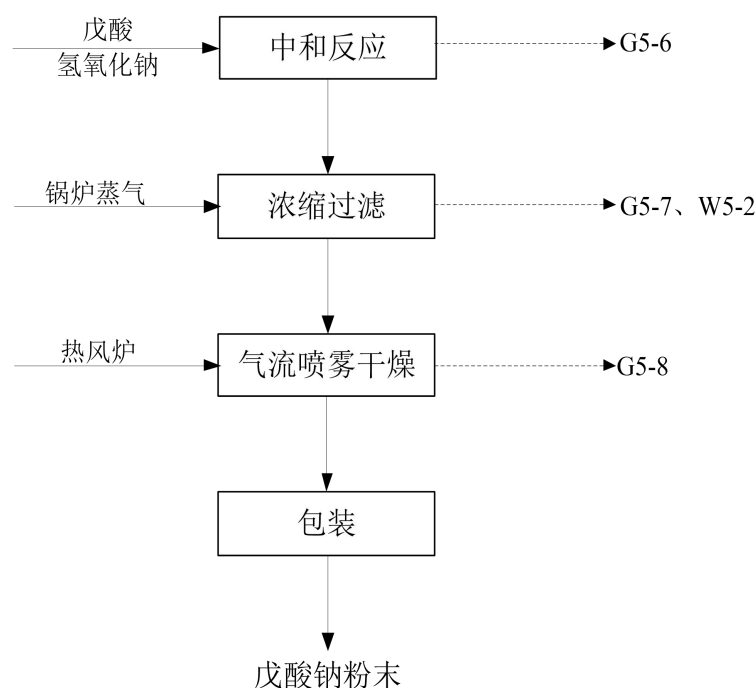 戊酸
氢氧化钠
中和反应
G5-6
锅炉蒸气
浓缩过滤
G5-7、W5-2
热风炉
气流喷雾干燥
G5-8
包装
戊酸钠粉末